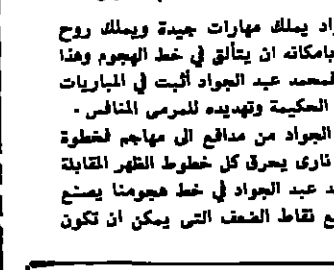 اد يملك مهارات جيدة ويملك روح
بامكانه ان يتألق في خط الهجوم وهذا
لمحمد عبد الجواد أثبت في المباريات
الحكيمة وتهديده للمرمى المنافس .
الجواد من مدافع الى مهاجم فخطوة
نارى يحرق كل خطوط الظهر المقابلة
د عبد الجواد في خط هجومنا يصنع
ع نقاط الضعف التى يمكن ان تكون